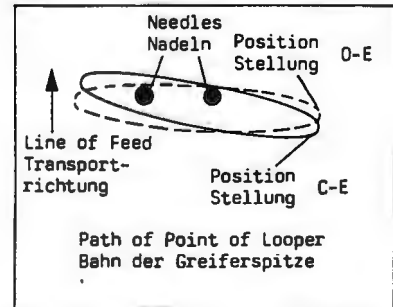 Needles
Nadeln
Position
Stellung
O-E
Line of Feed
Transport-
richtung
Position
Stellung
C-E
Path of Point of Looper
Bahn der Greiferspitze